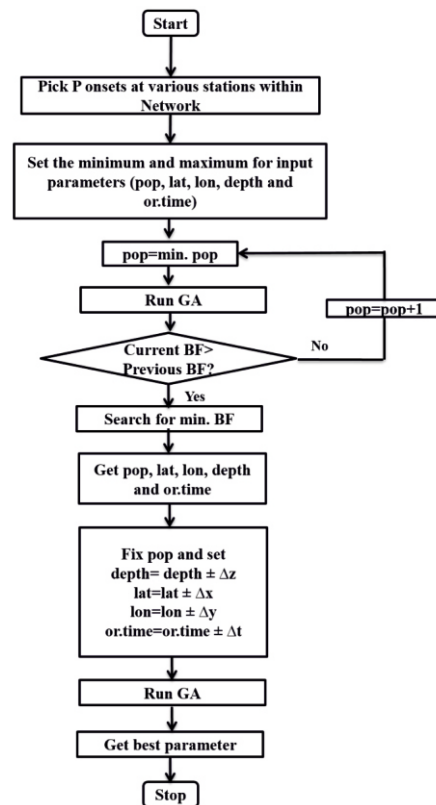 Start
Pick P onsets at various stations within
Network
Set the minimum and maximum for input
parameters (pop, lat, lon, depth and
or.time)
pop=min. pop
Run GA
pop=pop+1
Current BF>
Previous BF?
No
Yes
Search for min. BF
Get pop, lat, lon, depth
and or.time
Fix pop and set
depth= depth ± Δz
lat=lat ± Δx
lon=lon ± Δy
or.time=or.time ± Δt
Run GA
Get best parameter
Stop